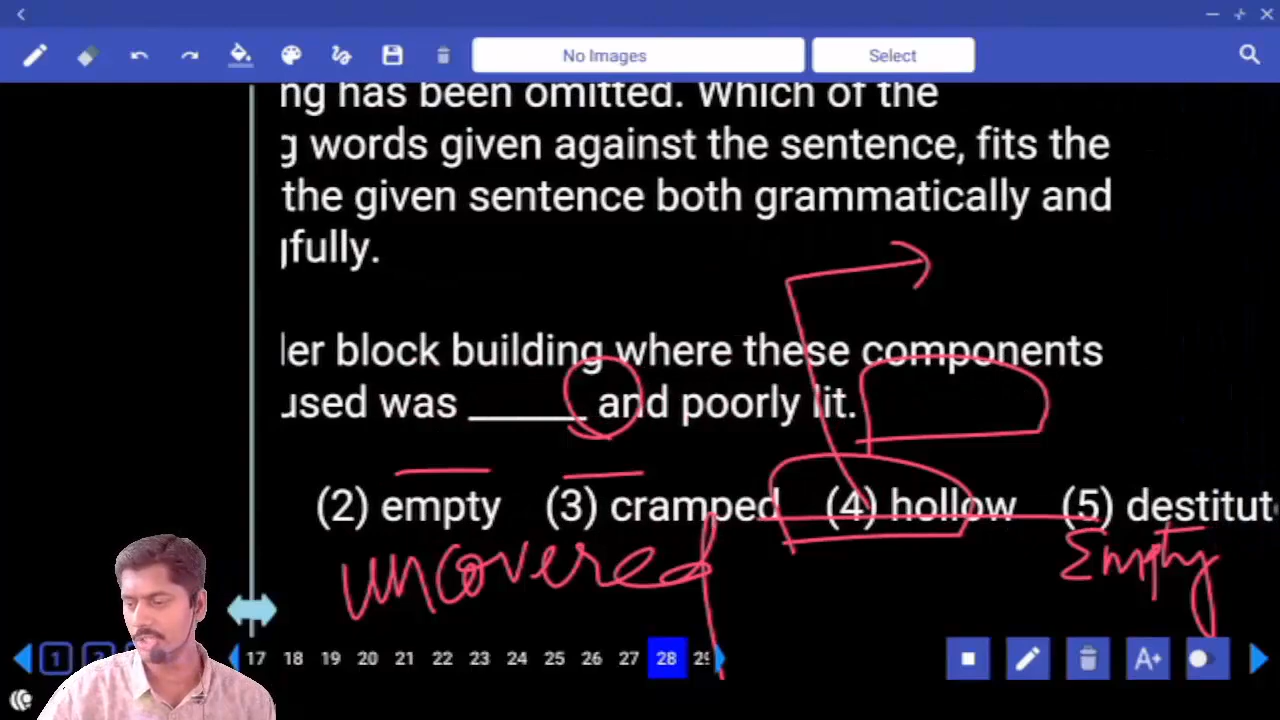 No Images
Select
ng has been omitted. Which of the
g words given against the sentence, fits the
the given sentence both grammatically and
gfully.
ler block building where these components
used was ______ and poorly lit.
(2) empty (3) cramped (4) hollow (5) destitut
uncovered
Empty
1 2 17 18 19 20 21 22 23 24 25 26 27 28 29
A+